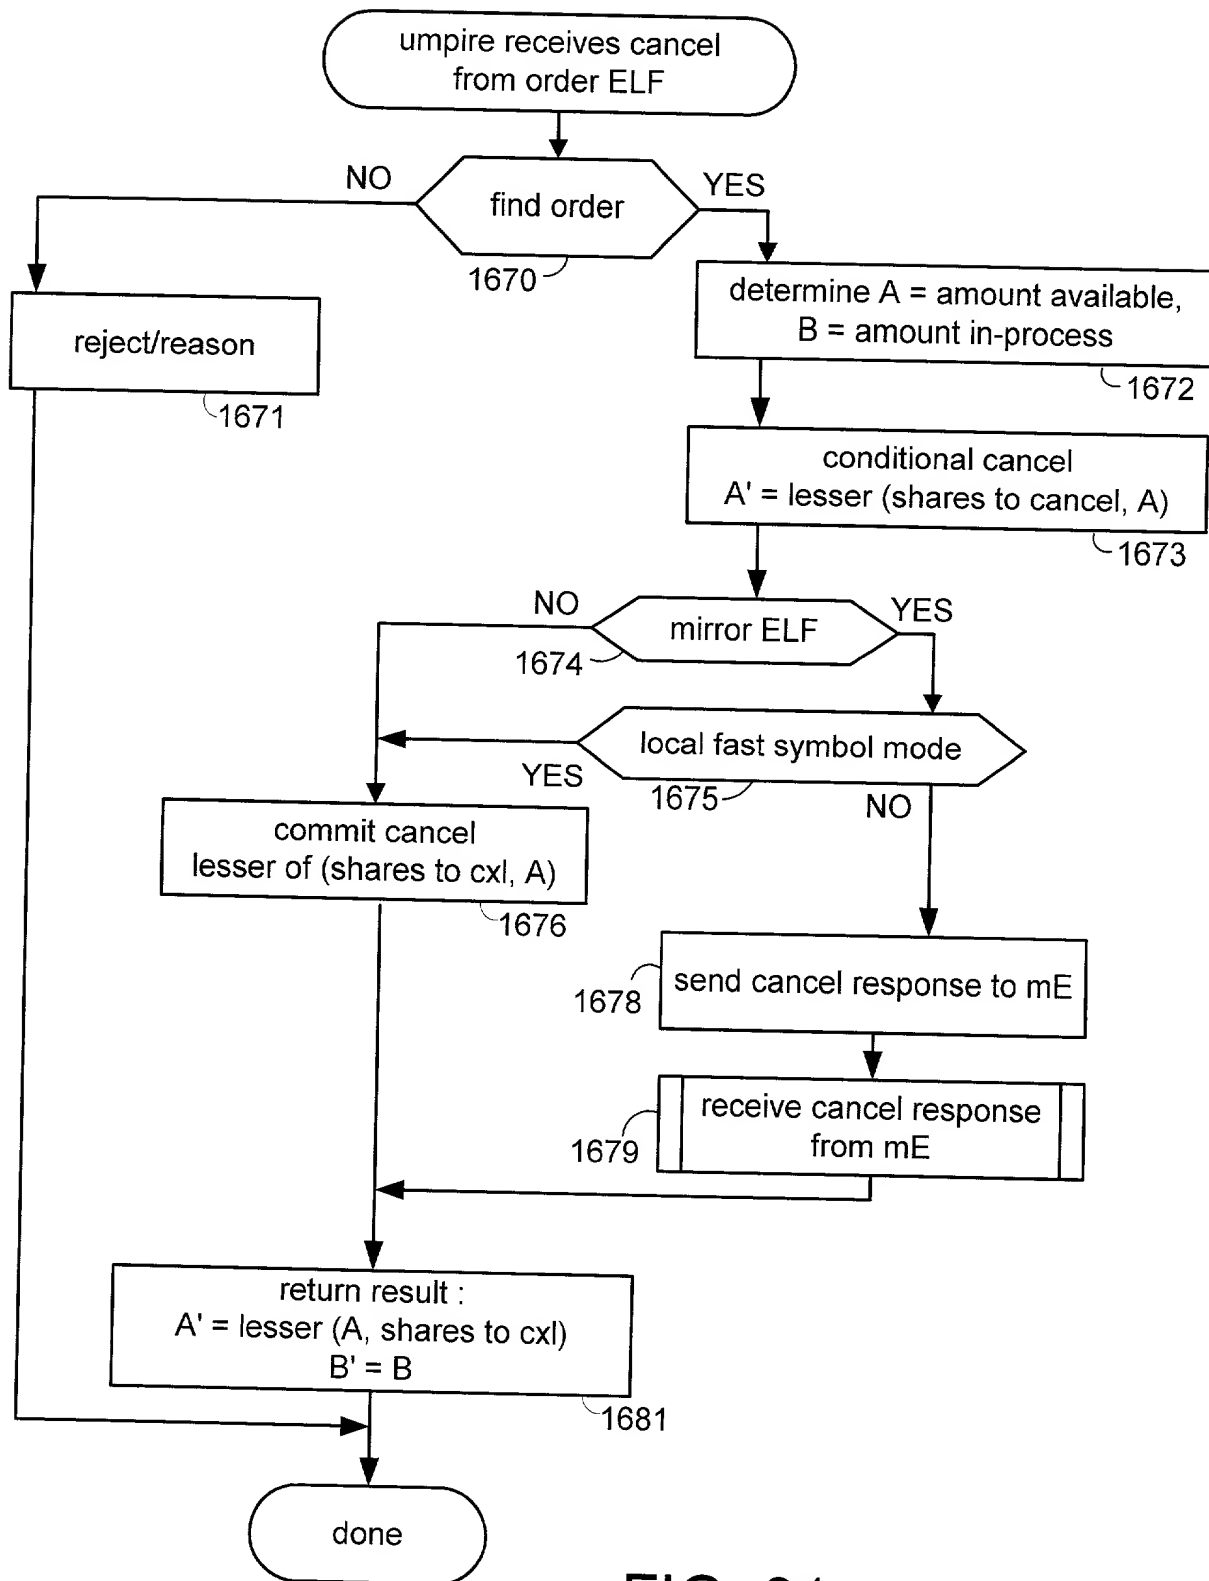 umpire receives cancel
from order ELF
NO
YES
find order
1670
determine A = amount available,
B = amount in-process
1672
reject/reason
1671
conditional cancel
A' = lesser (shares to cancel, A)
1673
NO
YES
mirror ELF
1674
local fast symbol mode
YES
1675
NO
commit cancel
lesser of (shares to cxl, A)
1676
send cancel response to mE
1678
receive cancel response
from mE
1679
return result :
A' = lesser (A, shares to cxl)
B' = B
1681
done